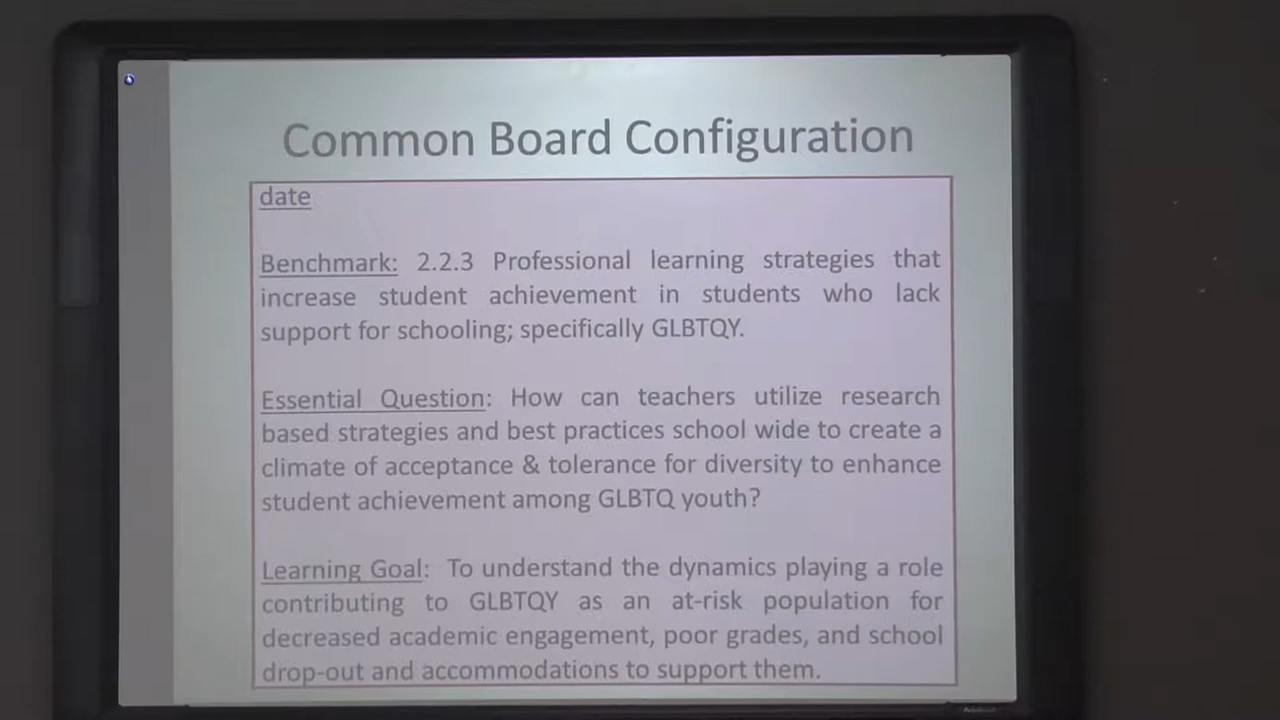 Common Board Configuration
date
Benchmark: 2.2.3 Professional learning strategies that
increase student achievement in students who lack
support for schooling; specifically GLBTQY.
Essential Question: How can teachers utilize research
based strategies and best practices school wide to create a
climate of acceptance & tolerance for diversity to enhance
student achievement among GLBTQ youth?
Learning Goal: To understand the dynamics playing a role
contributing to GLBTQY as an at-risk population for
decreased academic engagement, poor grades, and school
drop-out and accommodations to support them.